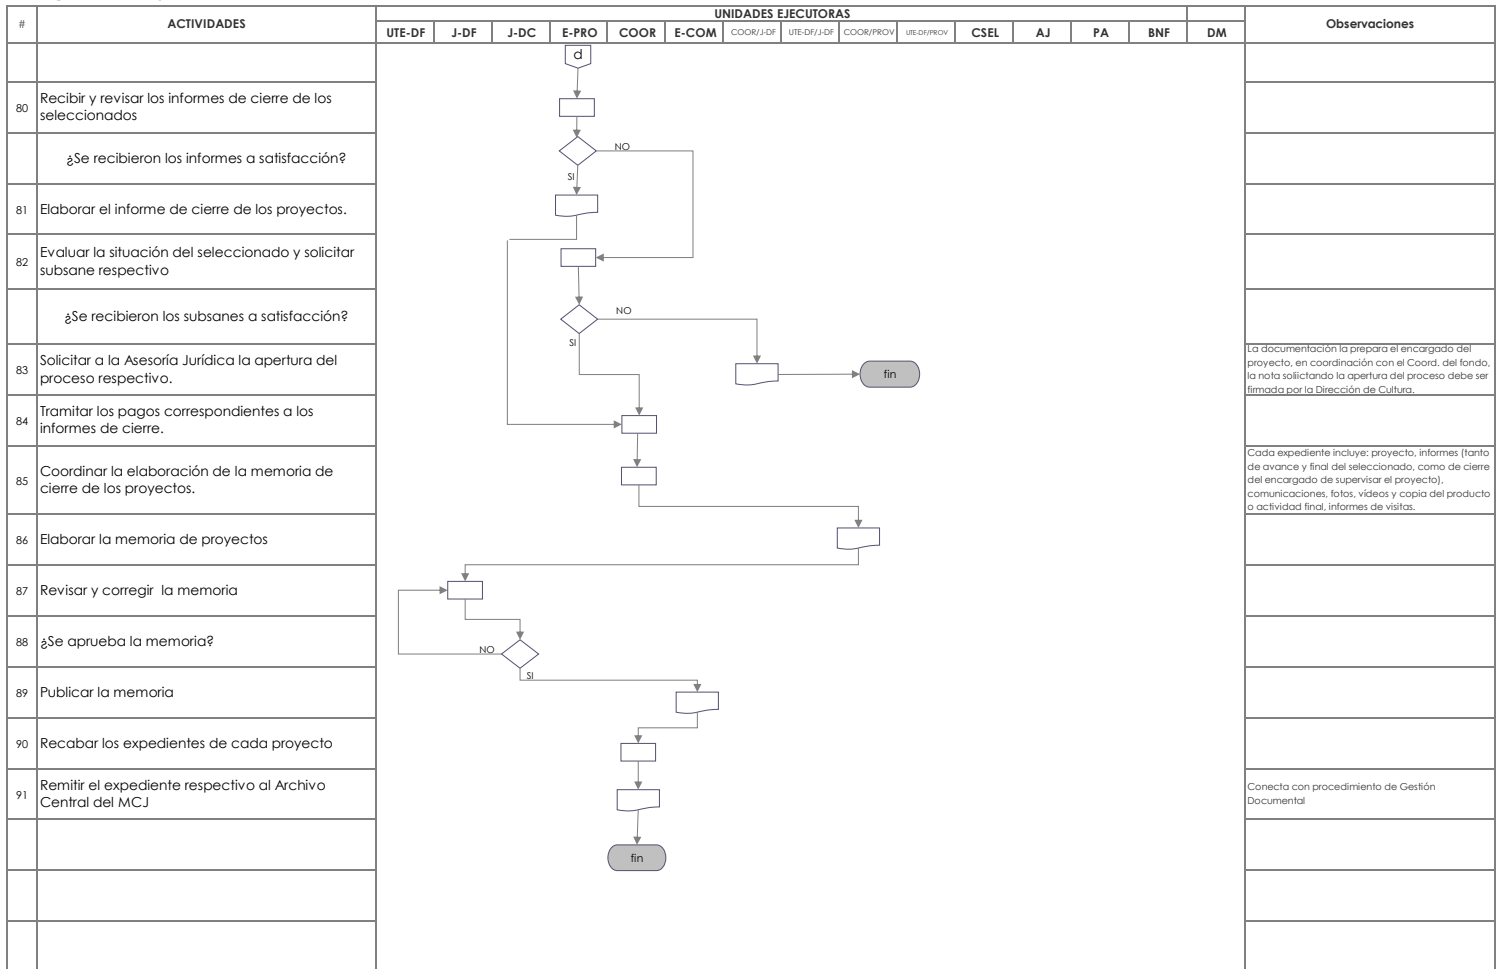 UNIDADES EJECUTORAS
#
ACTIVIDADES
Observaciones
UTE-DF
J-DF
J-DC
E-PRO
COOR
E-COM
COOR/J-DF
UTE-DF/J-DF
COOR/PROV
UTE-DF/PROV
CSEL
AJ
PA
BNF
DM
d
80
Recibir y revisar los informes de cierre de los
seleccionados
¿Se recibieron los informes a satisfacción?
NO
SI
81
Elaborar el informe de cierre de los proyectos.
82
Evaluar la situación del seleccionado y solicitar
subsane respectivo
¿Se recibieron los subsanes a satisfacción?
NO
SI
83
Solicitar a la Asesoría Jurídica la apertura del
proceso respectivo.
fin
La documentación la prepara el encargado del
proyecto, en coordinación con el Coord. del fondo,
la nota soliictando la apertura del proceso debe ser
firmada por la Dirección de Cultura.
84
Tramitar los pagos correspondientes a los
informes de cierre.
85
Coordinar la elaboración de la memoria de
cierre de los proyectos.
Cada expediente incluye: proyecto, informes (tanto
de avance y final del seleccionado, como de cierre
del encargado de supervisar el proyecto),
comunicaciones, fotos, vídeos y copia del producto
o actividad final, informes de visitas.
86
Elaborar la memoria de proyectos
87
Revisar y corregir la memoria
88
¿Se aprueba la memoria?
NO
SI
89
Publicar la memoria
90
Recabar los expedientes de cada proyecto
91
Remitir el expediente respectivo al Archivo
Central del MCJ
Conecta con procedimiento de Gestión
Documental
fin